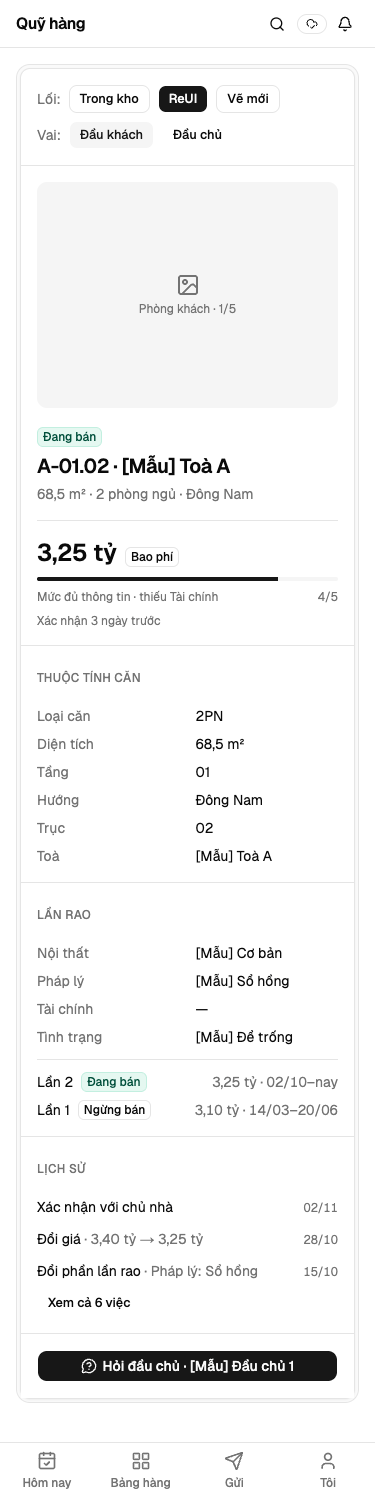 Quỹ hàng
Lối: Trong kho ReUI Vẽ mới
Vai: Đầu khách Đầu chủ
Phòng khách · 1/5
Đang bán
A-01.02 · [Mẫu] Toà A
68,5 m² · 2 phòng ngủ · Đông Nam
3,25 tỷ Bao phí
Mức đủ thông tin · thiếu Tài chính 4/5
Xác nhận 3 ngày trước
THUỘC TÍNH CĂN
Loại căn 2PN
Diện tích 68,5 m²
Tầng 01
Hướng Đông Nam
Trục 02
Toà [Mẫu] Toà A
LẦN RAO
Nội thất [Mẫu] Cơ bản
Pháp lý [Mẫu] Sổ hồng
Tài chính —
Tình trạng [Mẫu] Để trống
Lần 2 Đang bán 3,25 tỷ · 02/10–nay
Lần 1 Ngừng bán 3,10 tỷ · 14/03–20/06
LỊCH SỬ
Xác nhận với chủ nhà 02/11
Đổi giá · 3,40 tỷ → 3,25 tỷ 28/10
Đổi phần lần rao · Pháp lý: Sổ hồng 15/10
Xem cả 6 việc
Hỏi đầu chủ · [Mẫu] Đầu chủ 1
Hôm nay Bảng hàng Gửi Tôi